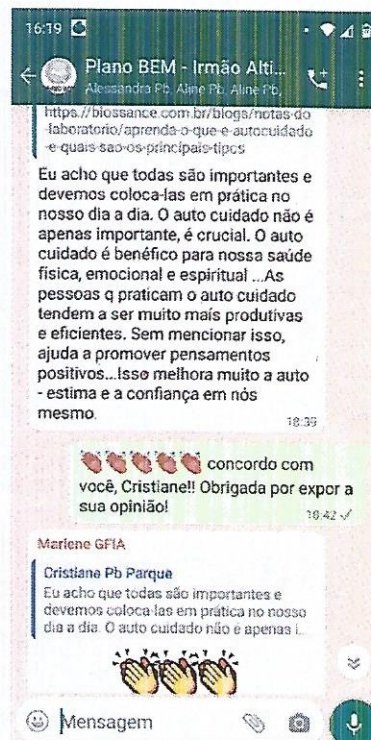 16:19
Plano BEM - Irmão Alti...
Alessandra Pb, Aline Pb, Aline Pb,
https://biossance.com.br/blogs/notas-do
-laboratorio/aprenda-o-que-e-autocuidado
-e-quais-sao-os-principais-tipos
Eu acho que todas são importantes e
devemos coloca-las em prática no
nosso dia a dia. O auto cuidado não é
apenas importante, é crucial. O auto
cuidado é benéfico para nossa saúde
física, emocional e espiritual ...As
pessoas q praticam o auto cuidado
tendem a ser muito mais produtivas
e eficientes. Sem mencionar isso,
ajuda a promover pensamentos
positivos...Isso melhora muito a auto
- estima e a confiança em nós
mesmo.
18:39
concordo com
você, Cristiane!! Obrigada por expor a
sua opinião!
18:42
Marlene GFIA
Cristiane Pb Parque
Eu acho que todas são importantes e
devemos coloca-las em prática no nosso
dia a dia. O auto cuidado não é apenas i...
Mensagem